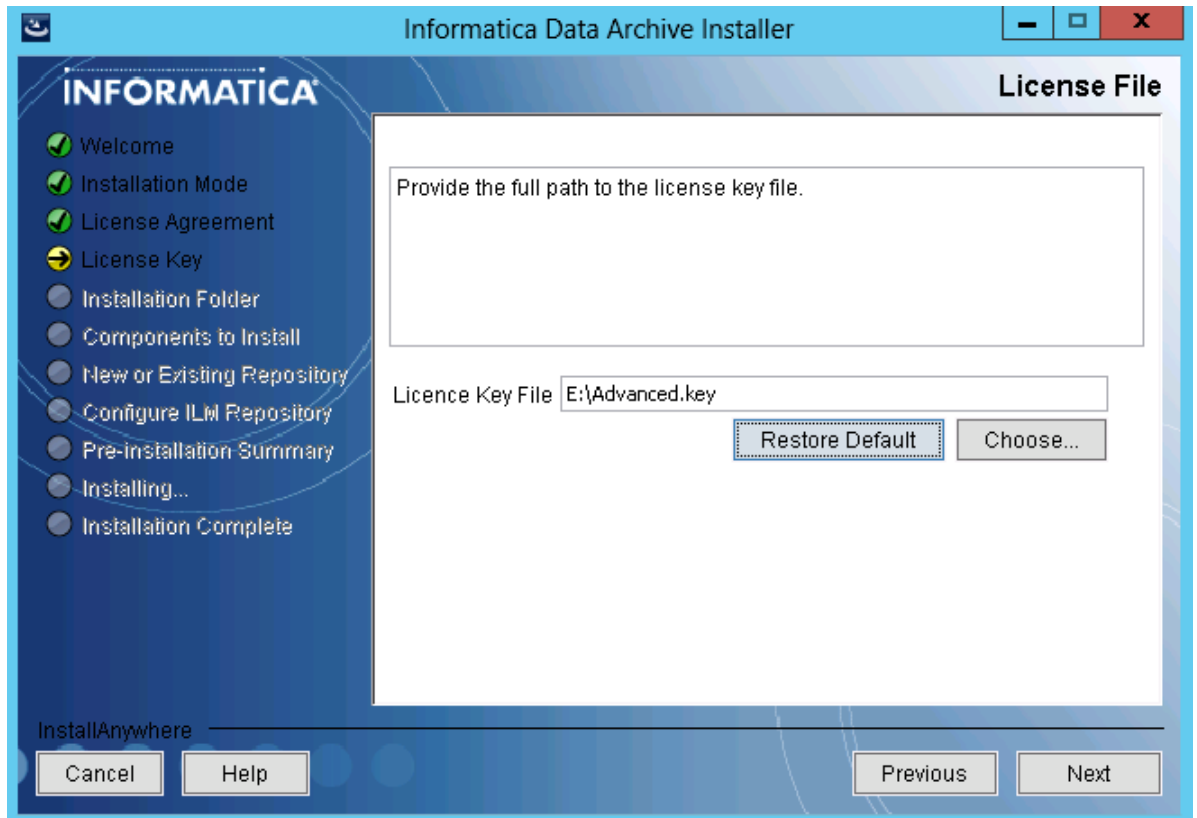 Informatica Data Archive Installer
INFORMATICA
License File
Welcome
Installation Mode
License Agreement
License Key
Installation Folder
Components to Install
New or Existing Repository
Configure ILM Repository
Pre-installation Summary
Installing...
Installation Complete
Provide the full path to the license key file.
Licence Key File E:\Advanced.key
Restore Default Choose...
InstallAnywhere
Cancel Help Previous Next